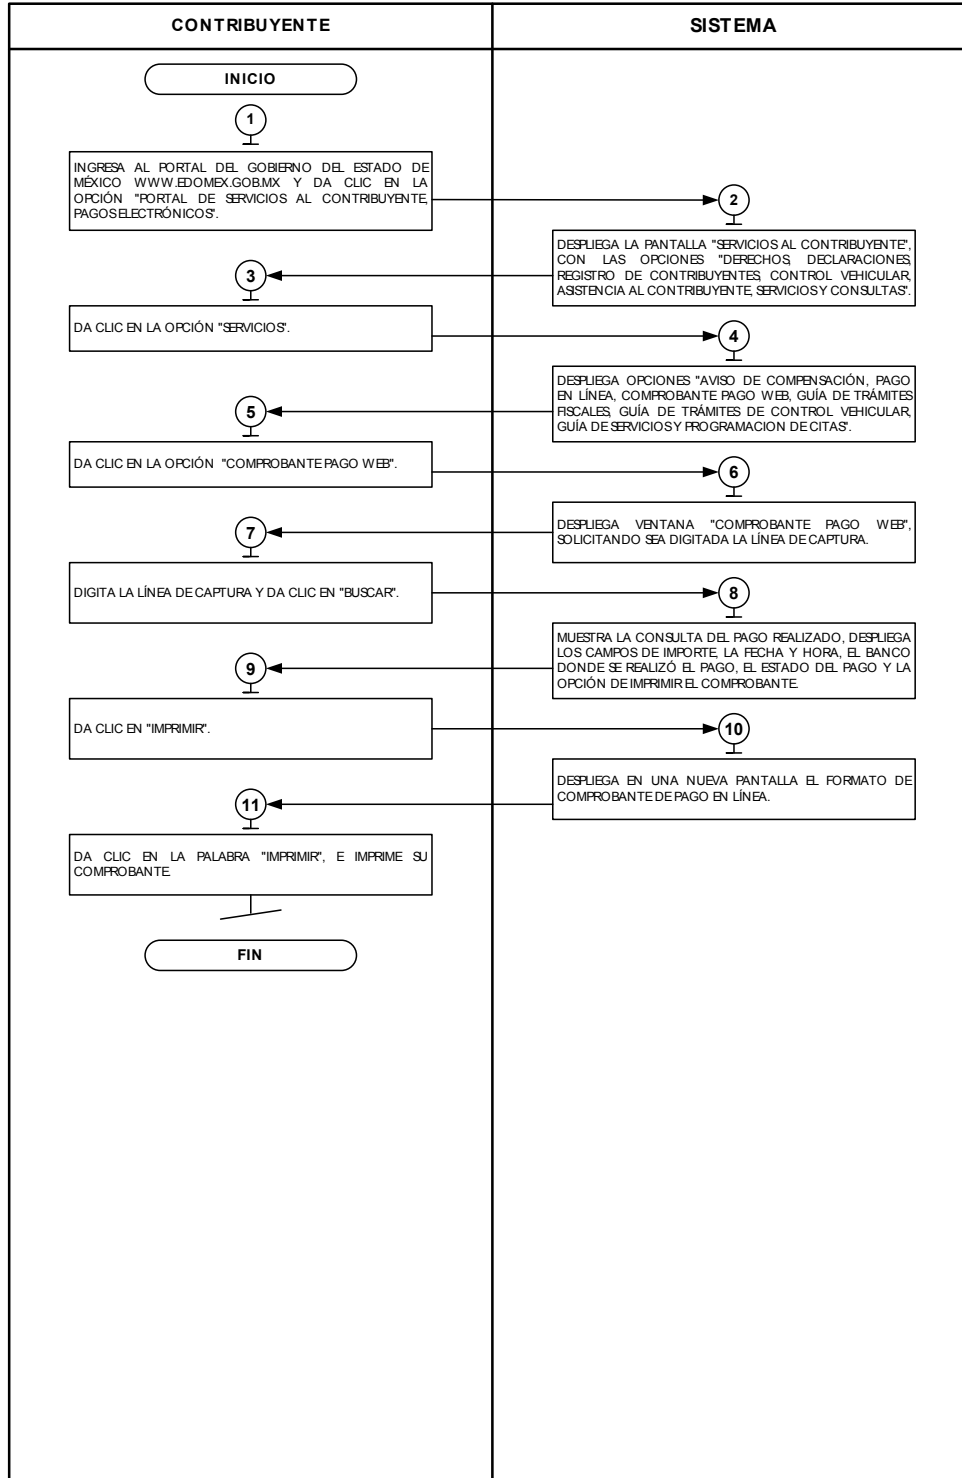 CONTRIBUYENTE
SISTEMA
INICIO
1
INGRESA AL PORTAL DEL GOBIERNO DEL ESTADO DE
MÉXICO WWW.EDOMEX.GOB.MX Y DA CLIC EN LA
OPCIÓN "PORTAL DE SERVICIOS AL CONTRIBUYENTE,
PAGOS ELECTRÓNICOS".
2
DESPLIEGA LA PANTALLA "SERVICIOS AL CONTRIBUYENTE",
CON LAS OPCIONES "DERECHOS, DECLARACIONES,
REGISTRO DE CONTRIBUYENTES, CONTROL VEHICULAR,
ASISTENCIA AL CONTRIBUYENTE, SERVICIOS Y CONSULTAS".
3
DA CLIC EN LA OPCIÓN "SERVICIOS".
4
DESPLIEGA OPCIONES "AVISO DE COMPENSACIÓN, PAGO
EN LÍNEA, COMPROBANTE PAGO WEB, GUÍA DE TRÁMITES
FISCALES, GUÍA DE TRÁMITES DE CONTROL VEHICULAR,
GUÍA DE SERVICIOS Y PROGRAMACION DE CITAS".
5
DA CLIC EN LA OPCIÓN "COMPROBANTE PAGO WEB".
6
DESPLIEGA VENTANA "COMPROBANTE PAGO WEB",
SOLICITANDO SEA DIGITADA LA LÍNEA DE CAPTURA.
7
DIGITA LA LÍNEA DE CAPTURA Y DA CLIC EN "BUSCAR".
8
MUESTRA LA CONSULTA DEL PAGO REALIZADO, DESPLIEGA
LOS CAMPOS DE IMPORTE, LA FECHA Y HORA, EL BANCO
DONDE SE REALIZÓ EL PAGO, EL ESTADO DEL PAGO Y LA
OPCIÓN DE IMPRIMIR EL COMPROBANTE.
9
DA CLIC EN "IMPRIMIR".
10
DESPLIEGA EN UNA NUEVA PANTALLA EL FORMATO DE
COMPROBANTE DE PAGO EN LÍNEA.
11
DA CLIC EN LA PALABRA "IMPRIMIR", E IMPRIME SU
COMPROBANTE.
FIN